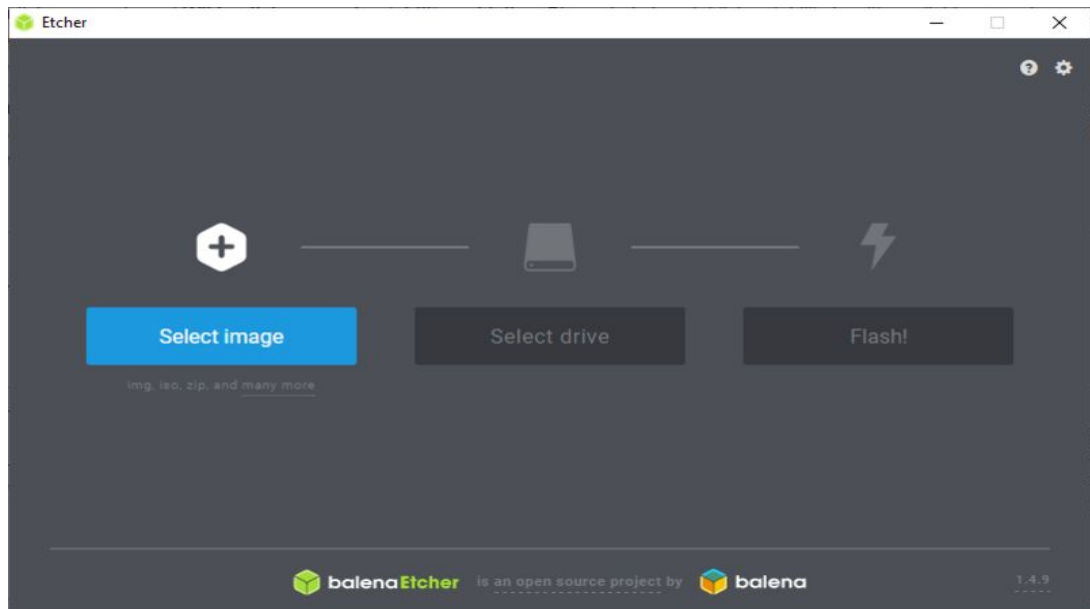 Etcher
Select image
Select drive
Flash!
img, iso, zip, and many more
balenaEtcher is an open source project by balena
1.4.9